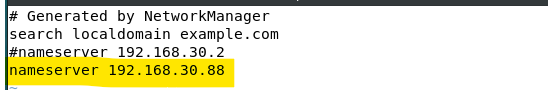 # Generated by NetworkManager
search localdomain example.com
#nameserver 192.168.30.2
nameserver 192.168.30.88
~